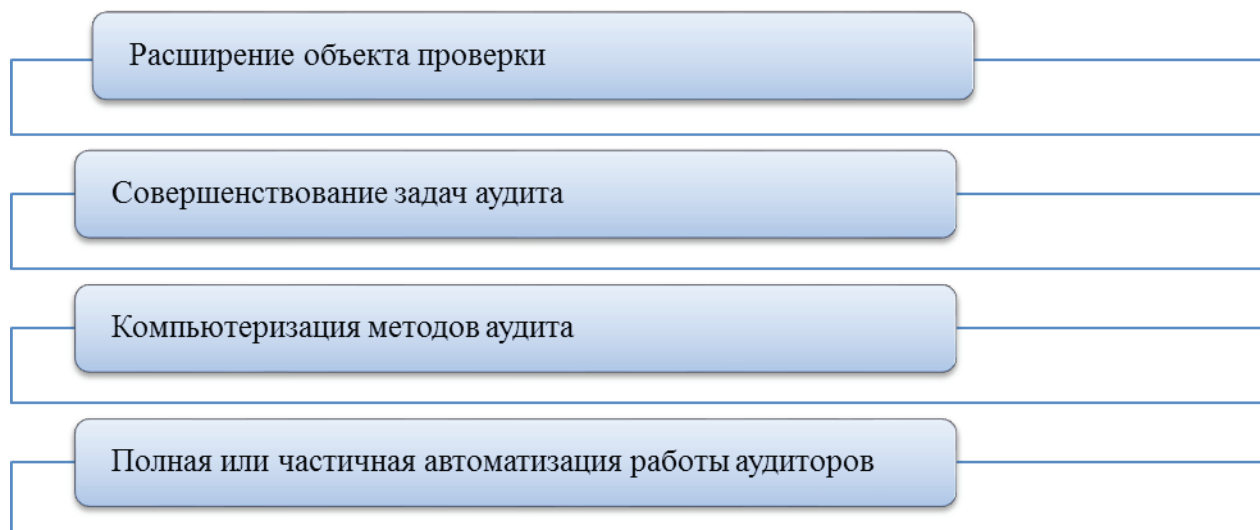 Расширение объекта проверки
Совершенствование задач аудита
Компьютеризация методов аудита
Полная или частичная автоматизация работы аудиторов